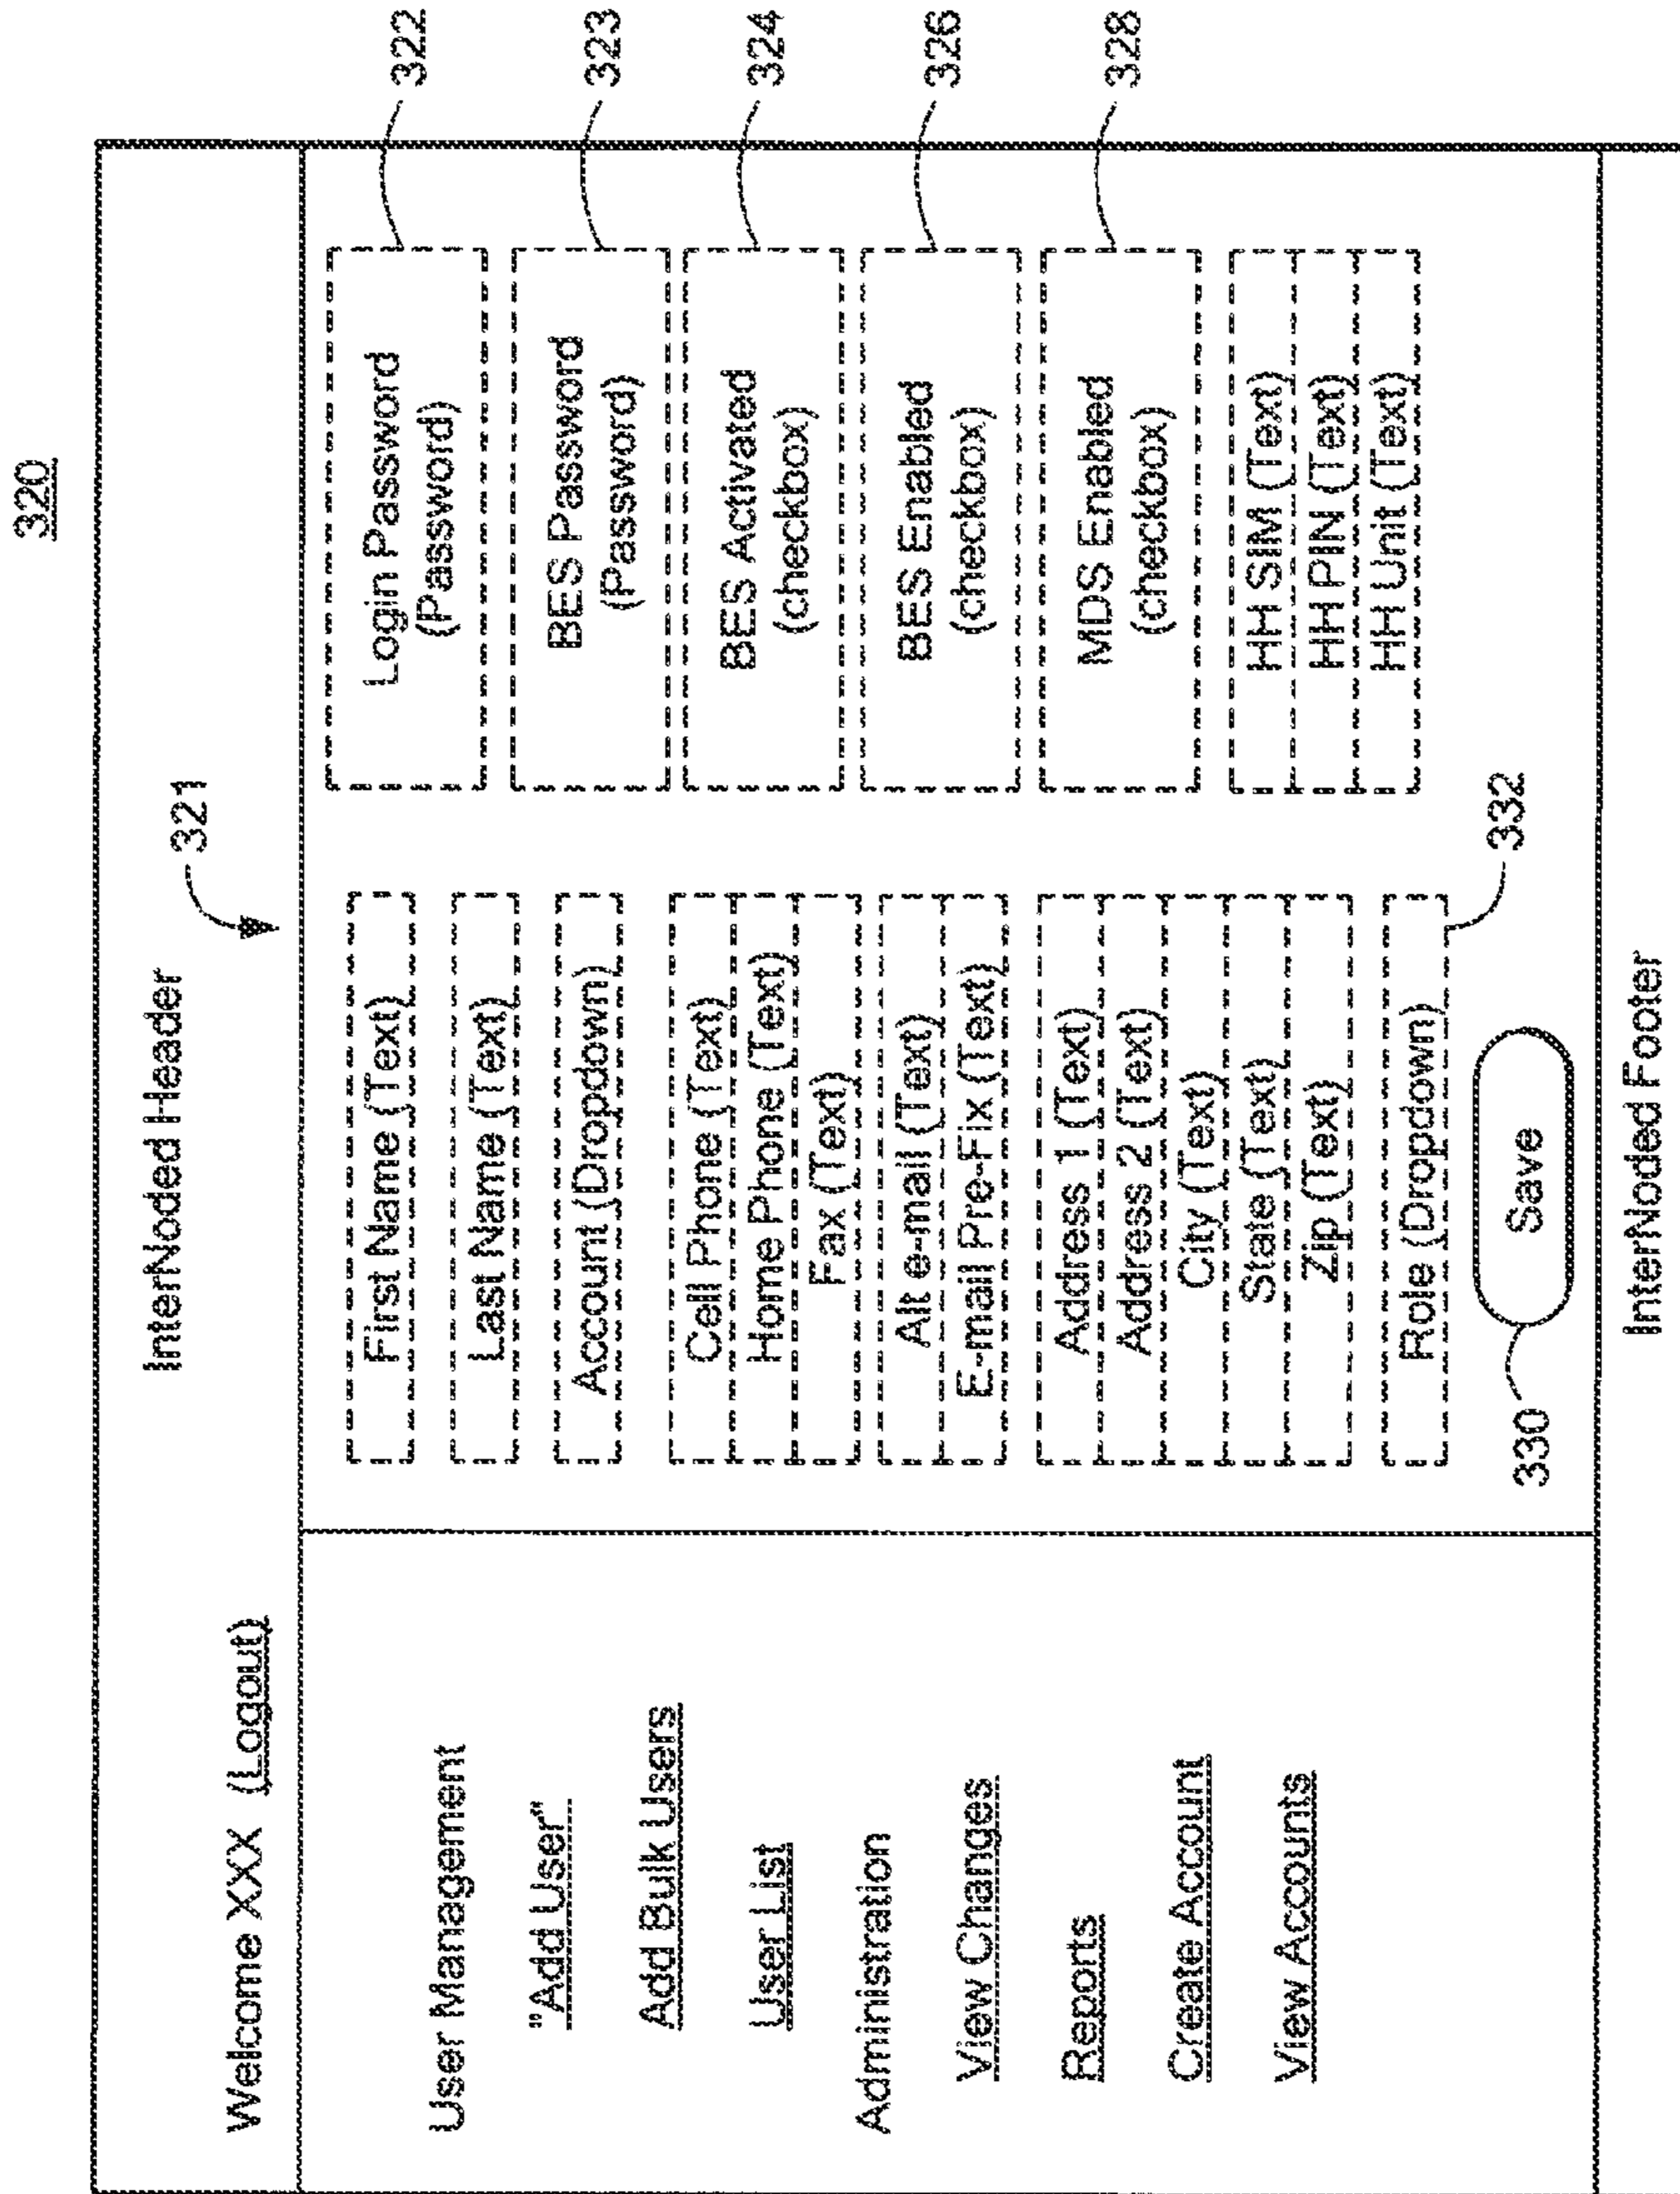 320
InterNoded Header
Welcome XXX (Logout)
321
User Management
"Add User"
Add Bulk Users
User List
Administration
View Changes
Reports
Create Account
View Accounts
First Name (Text)
Last Name (Text)
Account (Dropdown)
Cell Phone (Text)
Home Phone (Text)
Fax (Text)
Alt e-mail (Text)
E-mail Pre-Fix (Text)
Address 1 (Text)
Address 2 (Text)
City (Text)
State (Text)
Zip (Text)
Role (Dropdown)
332
330
Save
Login Password
(Password)
322
BES Password
(Password)
323
BES Activated
(checkbox)
324
BES Enabled
(checkbox)
326
MDS Enabled
(checkbox)
328
HH SIM (Text)
HH PIN (Text)
HH Unit (Text)
InterNoded Footer